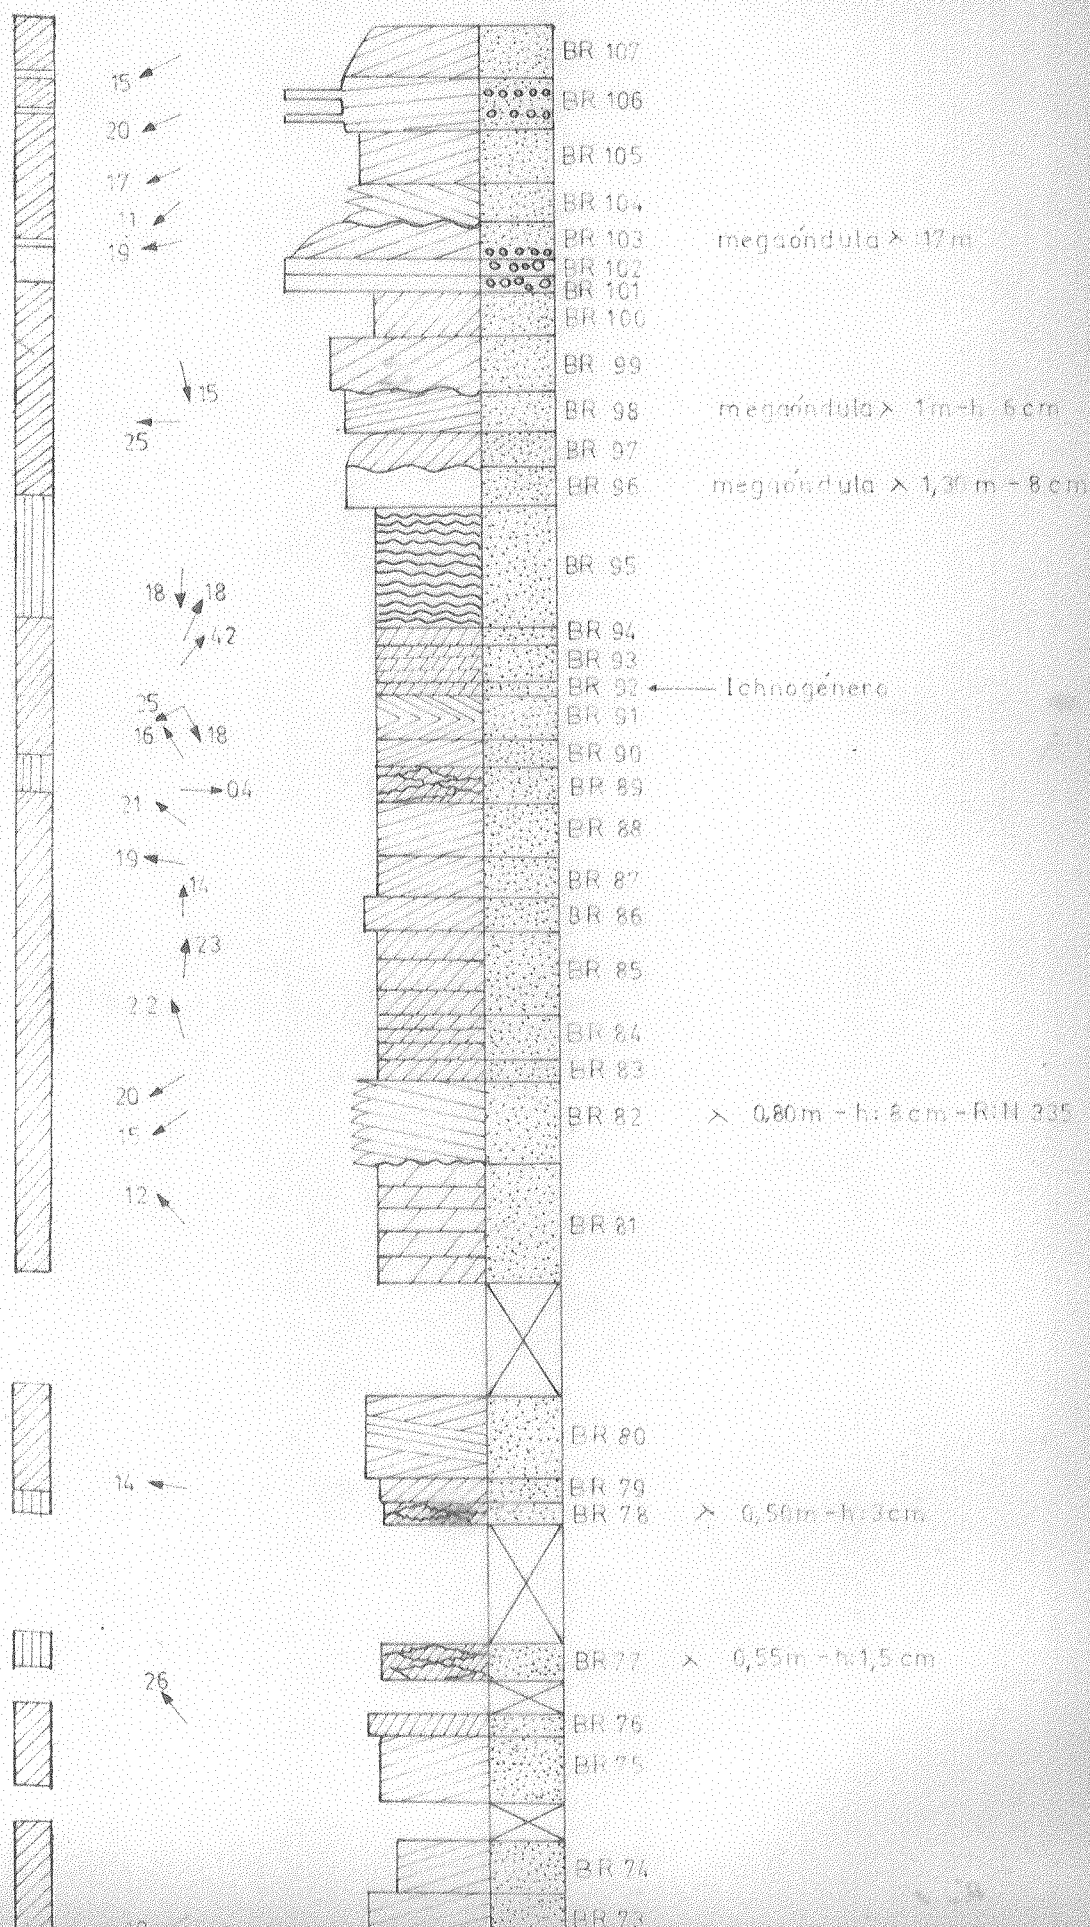 BR 107
15
BR 106
20
BR 105
17
BR 104
11
19
BR 103 megaóndula λ 12m
BR 102
BR 101
BR 100
BR 99
15
BR 98 megaóndula λ 1m-h 6cm
25
BR 97
BR 96 megaóndula λ m - 8 cm
BR 95
18 18
42
BR 94
BR 93
BR 92 Ichnogénero
25
BR 91
16 18
BR 90
04
BR 89
21
BR 88
19
BR 87
14
BR 86
23
BR 85
22
BR 84
BR 83
20
BR 82 λ 0,80m - h: 8cm - R.N.335
15
12
BR 81
BR 80
14
BR 79
BR 78 λ 0,50m - h: 3cm
BR 77 λ 0,55m - h:1,5 cm
26
BR 76
BR 75
BR 74
BR 73